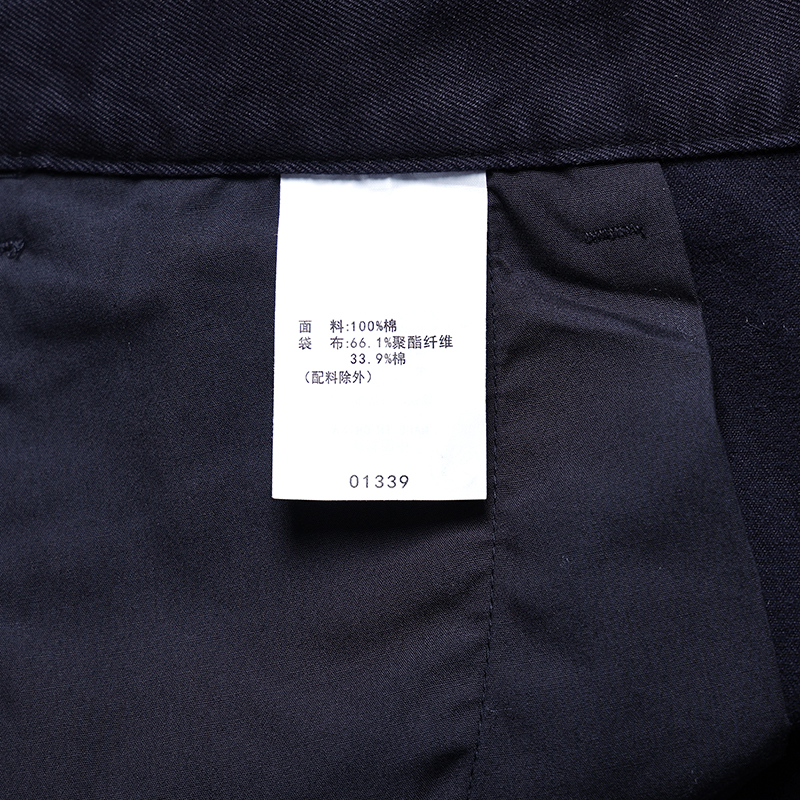 面　料:100%棉
袋　布:66.1%聚酯纤维
33.9%棉
（配料除外）
01339